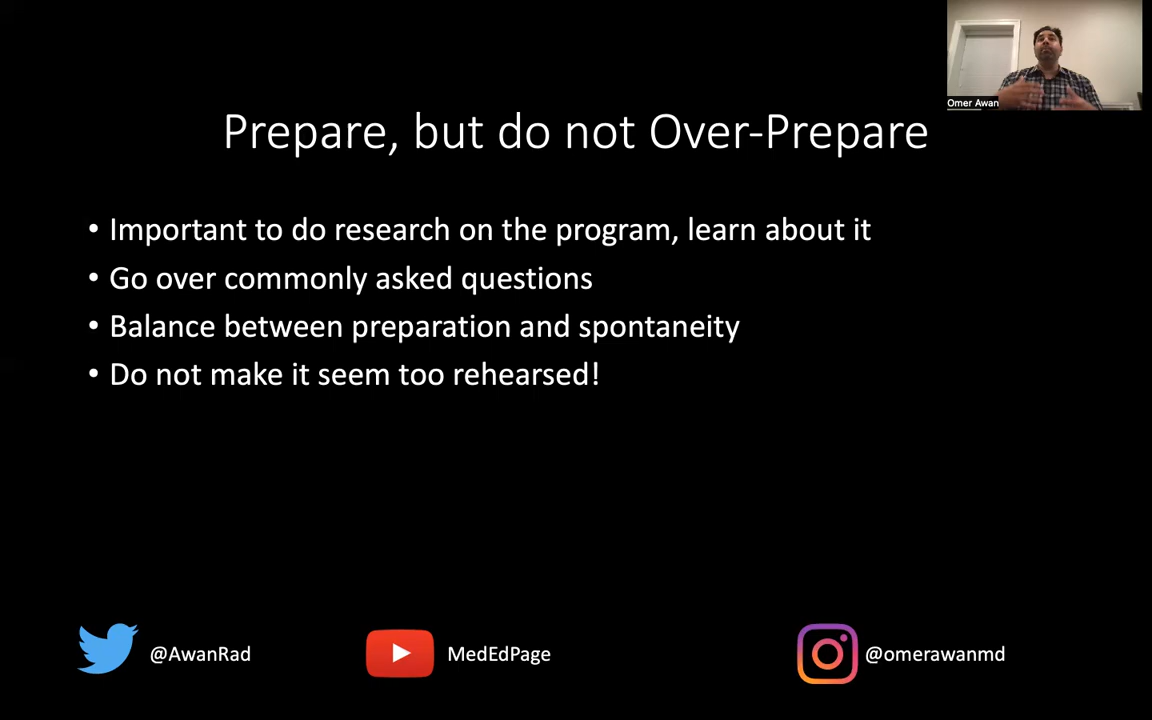 Omer Awan
Prepare, but do not Over-Prepare
• Important to do research on the program, learn about it
• Go over commonly asked questions
• Balance between preparation and spontaneity
• Do not make it seem too rehearsed!
@AwanRad
MedEdPage
@omerawanmd